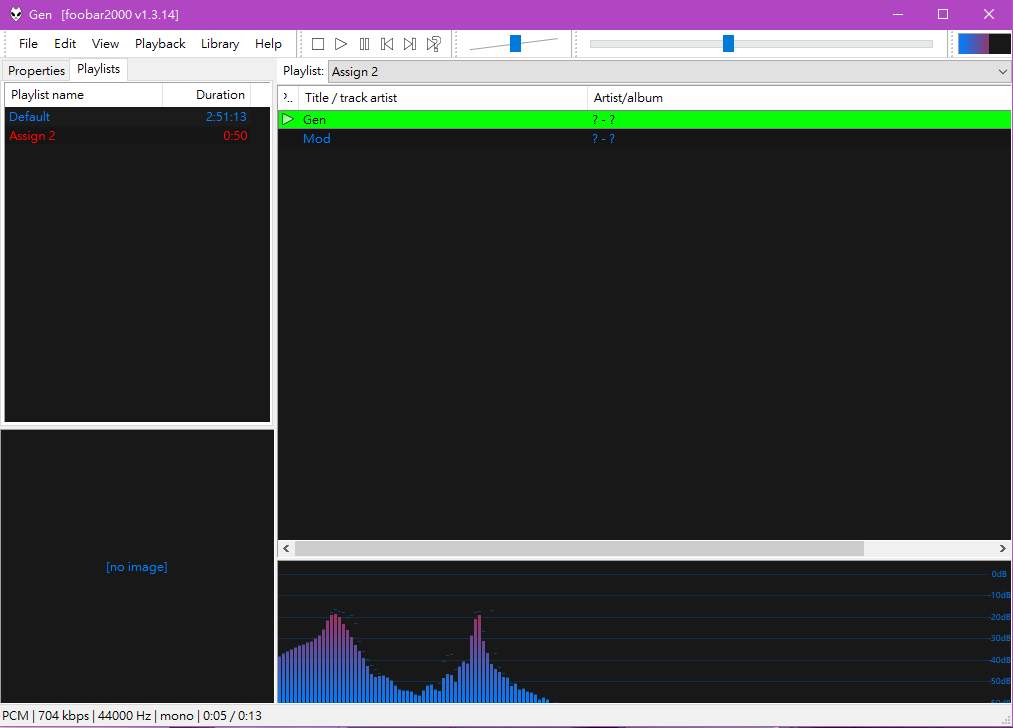 Gen [foobar2000 v1.3.14]
File Edit View Playback Library Help
Properties Playlists
Playlist: Assign 2
Playlist name Duration
Default 2:51:13
Assign 2 0:50
Title / track artist Artist/album
Gen ? - ?
Mod ? - ?
[no image]
0dB
-10dB
-20dB
-30dB
-40dB
-50dB
PCM | 704 kbps | 44000 Hz | mono | 0:05 / 0:13